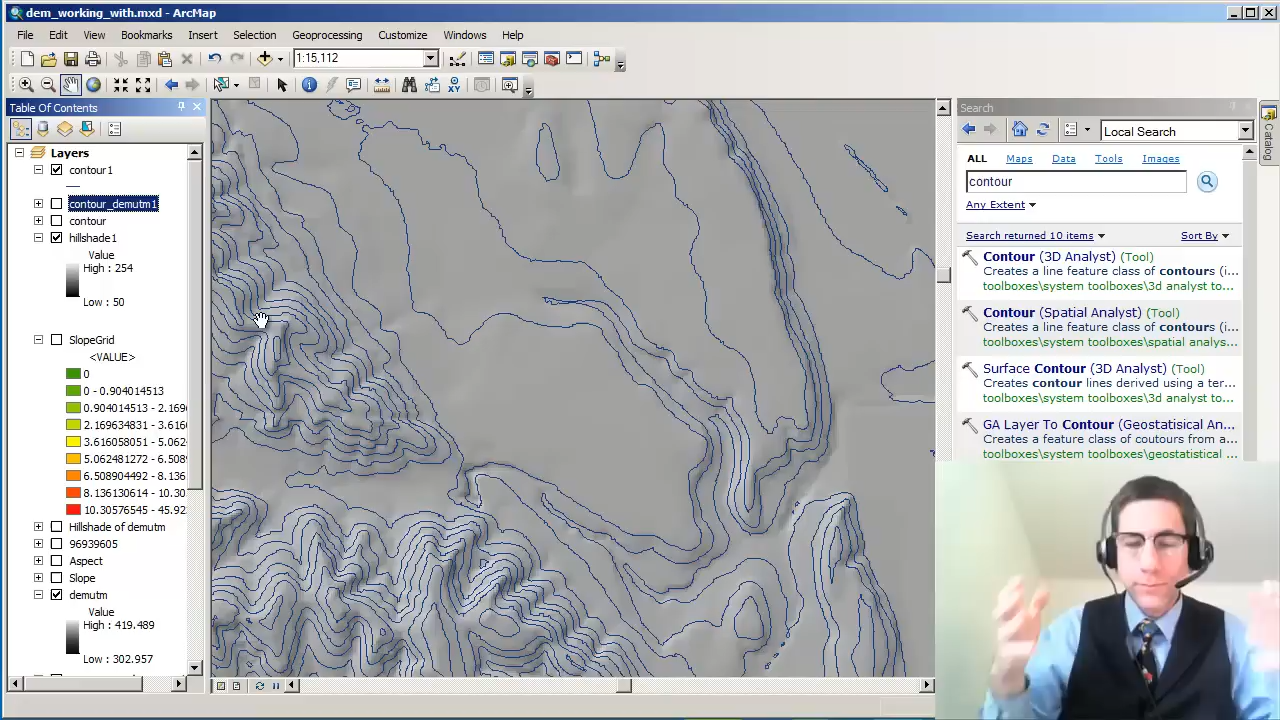 dem_working_with.mxd - ArcMap
File Edit View Bookmarks Insert Selection Geoprocessing Customize Windows Help
1:15,112
Table Of Contents
Layers
contour1
contour_demutm1
contour
hillshade1
Value
High : 254
Low : 50
SlopeGrid
<VALUE>
0
0 - 0.904014513
0.904014513 - 2.169
2.169634831 - 3.616
3.616058051 - 5.062
5.062481272 - 6.508
6.508904492 - 8.136
8.136130614 - 10.30
10.30576545 - 45.92
Hillshade of demutm
96939605
Aspect
Slope
demutm
Value
High : 419.489
Low : 302.957
Search
Local Search
ALL Maps Data Tools Images
contour
Any Extent
Search returned 10 items Sort By
Contour (3D Analyst) (Tool)
Creates a line feature class of contours (i...
toolboxes\system toolboxes\3d analyst to...
Contour (Spatial Analyst) (Tool)
Creates a line feature class of contours (i...
toolboxes\system toolboxes\spatial analys...
Surface Contour (3D Analyst) (Tool)
Creates contour lines derived using a ter...
toolboxes\system toolboxes\3d analyst to...
GA Layer To Contour (Geostatisical An...
Creates a feature class of coutours from a...
toolboxes\system toolboxes\geostatistical ...
Catalog